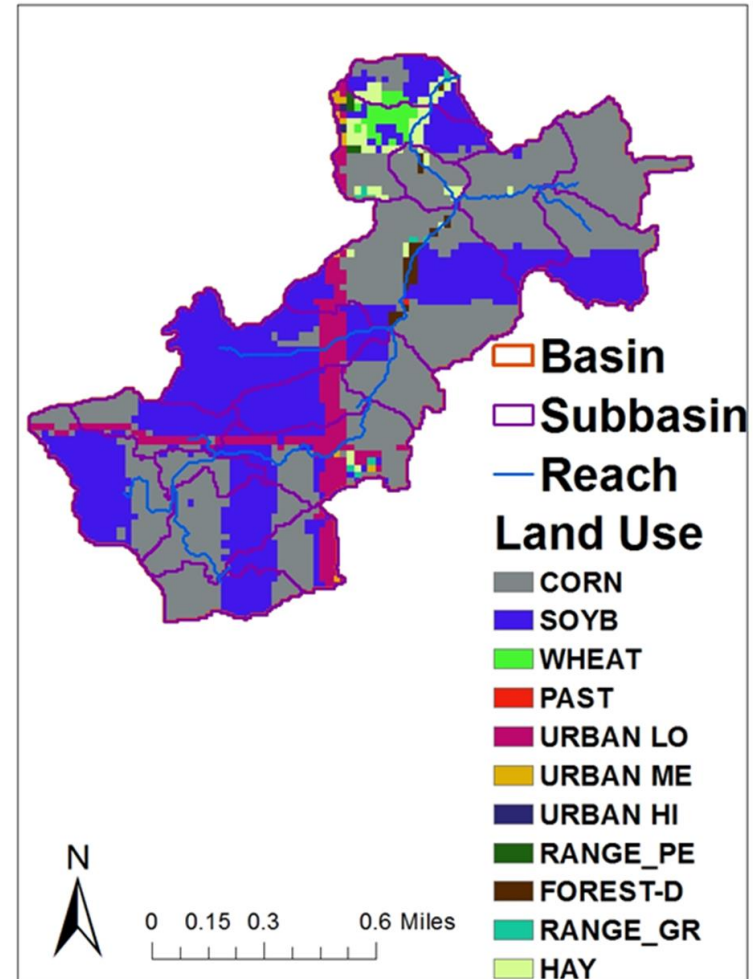 Basin
Subbasin
Reach
Land Use
CORN
SOYB
WHEAT
PAST
URBAN LO
URBAN ME
URBAN HI
RANGE_PE
FOREST-D
RANGE_GR
HAY
N
0 0.15 0.3 0.6 Miles